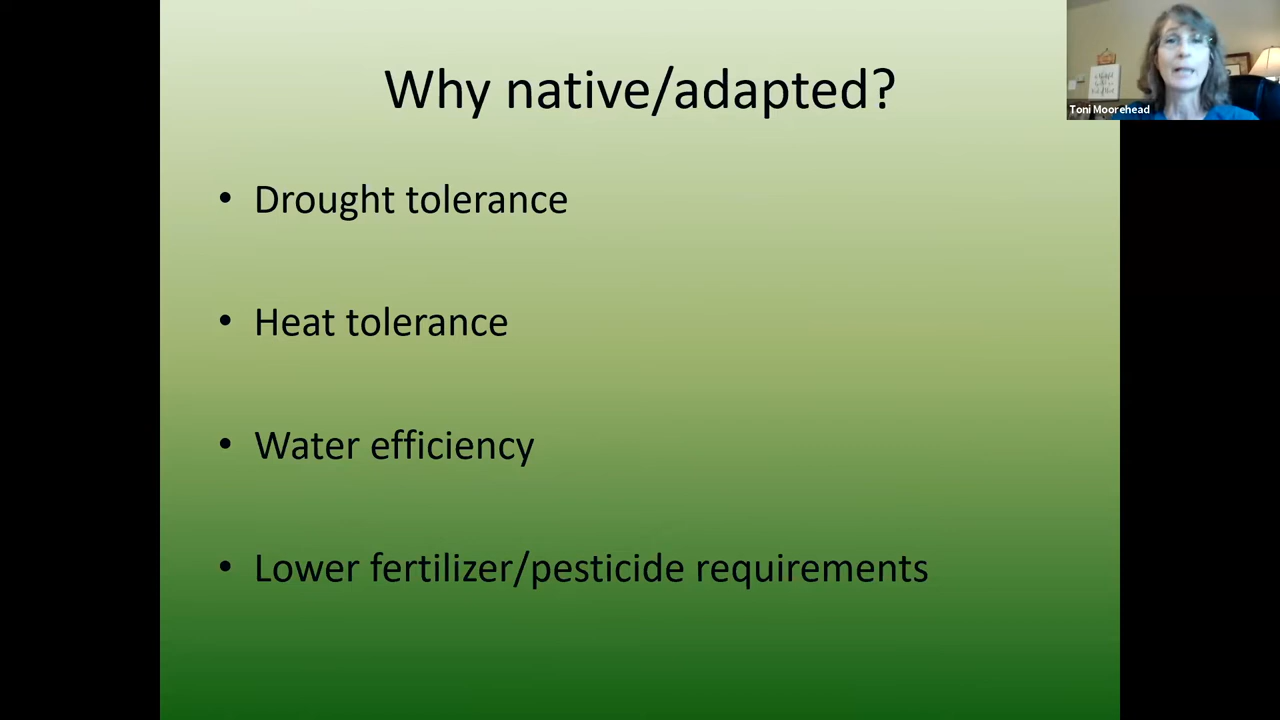 Why native/adapted?
Toni Moorehead
• Drought tolerance
• Heat tolerance
• Water efficiency
• Lower fertilizer/pesticide requirements